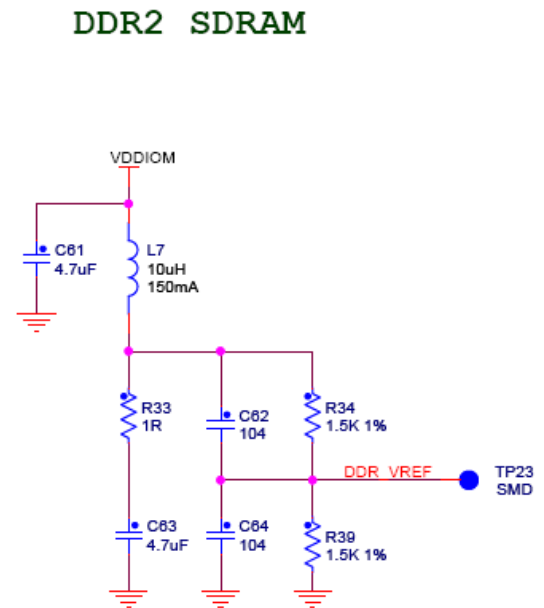 DDR2 SDRAM
VDDIOM
C61
4.7uF
L7
10uH
150mA
R33
1R
C62
104
R34
1.5K 1%
DDR_VREF
TP23
SMD
C63
4.7uF
C64
104
R39
1.5K 1%